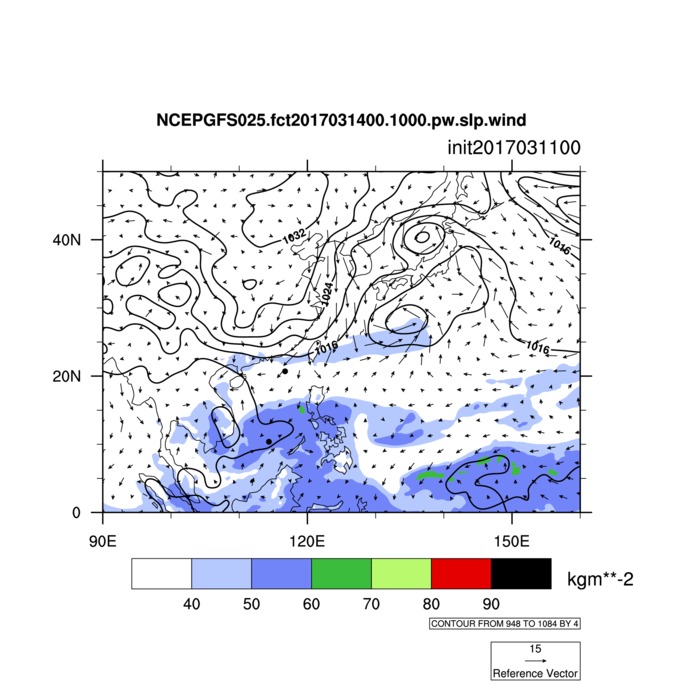 NCEPGFS025.fct2017031400.1000.pw.slp.wind
init2017031100
40N
20N
0
90E 120E 150E
1032
1024
1016
1016
1016
40 50 60 70 80 90
kgm**-2
CONTOUR FROM 948 TO 1084 BY 4
15
Reference Vector